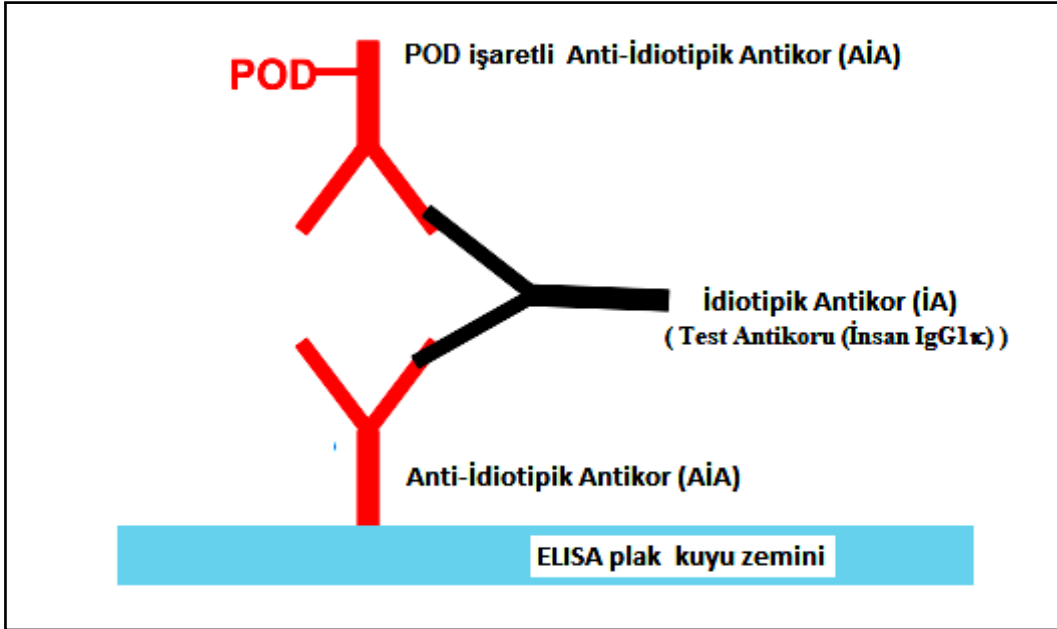 POD işaretli  Anti-İdiotipik Antikor (AİA)
POD
İdiotipik Antikor (İA)
( Test Antikoru (İnsan IgG1κ) )
Anti-İdiotipik Antikor (AİA)
ELISA plak  kuyu zemini